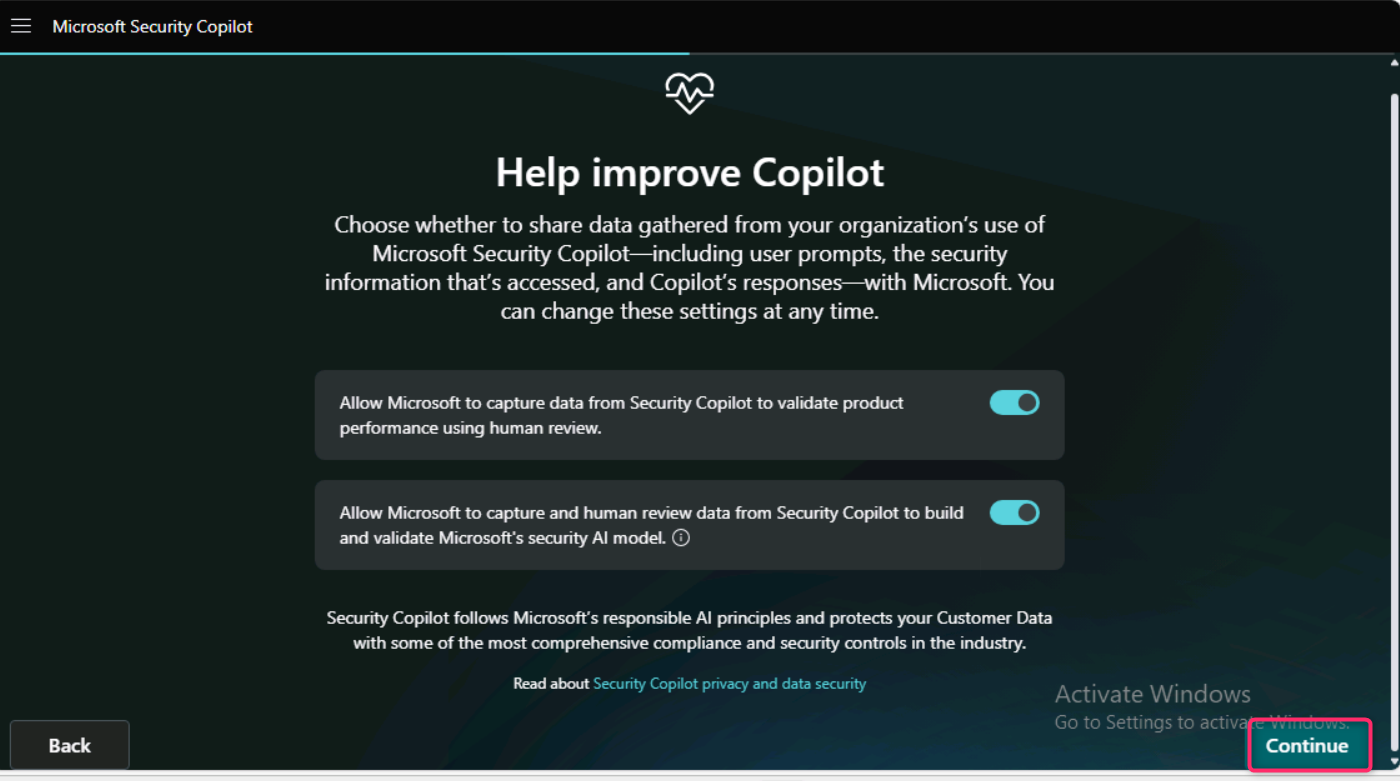 Microsoft Security Copilot
Help improve Copilot
Choose whether to share data gathered from your organization’s use of
Microsoft Security Copilot—including user prompts, the security
information that’s accessed, and Copilot’s responses—with Microsoft. You
can change these settings at any time.
Allow Microsoft to capture data from Security Copilot to validate product
performance using human review.
Allow Microsoft to capture and human review data from Security Copilot to build
and validate Microsoft's security AI model.
Security Copilot follows Microsoft’s responsible AI principles and protects your Customer Data
with some of the most comprehensive compliance and security controls in the industry.
Read about Security Copilot privacy and data security
Activate Windows
Go to Settings to activate Windows.
Back
Continue